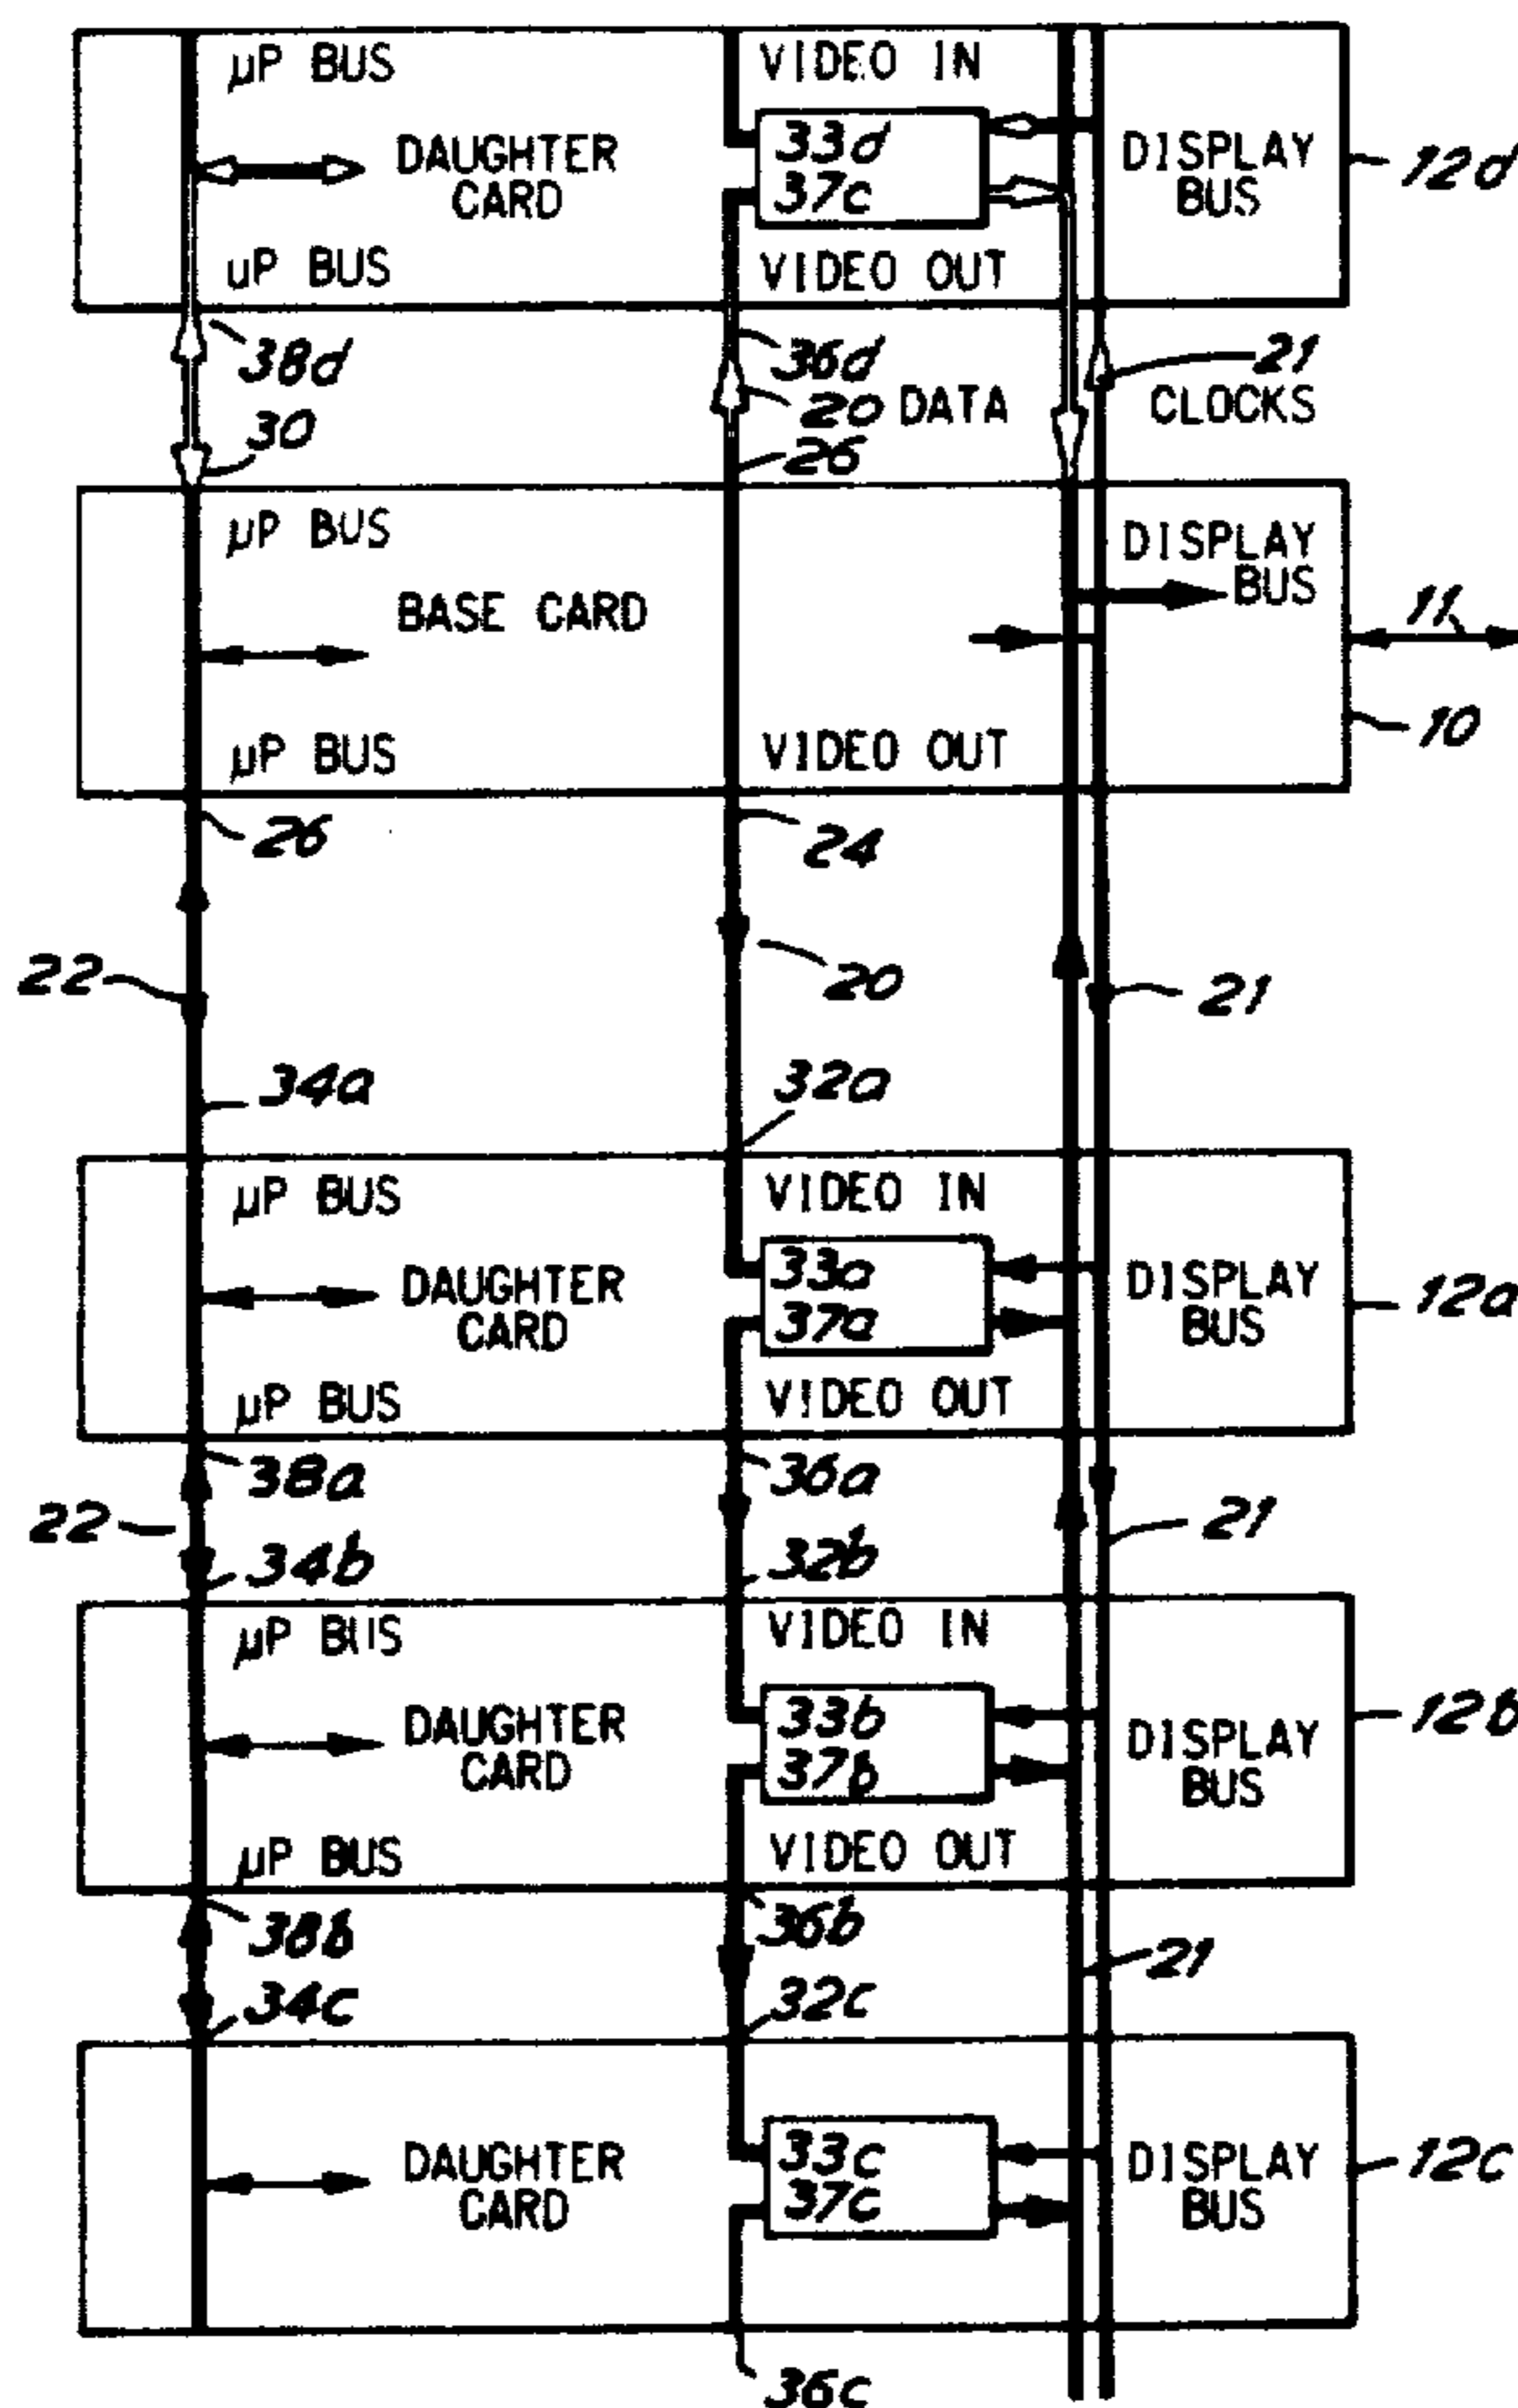 µP BUS
VIDEO IN
DAUGHTER
CARD
33d
37c
DISPLAY
BUS
12d
uP BUS
VIDEO OUT
38d
36d
21
20 DATA
CLOCKS
30
26
µP BUS
DISPLAY
BUS
BASE CARD
11
µP BUS
VIDEO OUT
10
26
24
22
20
21
34a
32a
µP BUS
VIDEO IN
DAUGHTER
CARD
33a
37a
DISPLAY
BUS
12a
µP BUS
VIDEO OUT
38a
36a
22
21
34b
32b
µP BUS
VIDEO IN
DAUGHTER
CARD
33b
37b
DISPLAY
BUS
12b
µP BUS
VIDEO OUT
38b
36b
21
34c
32c
DAUGHTER
CARD
33c
37c
DISPLAY
BUS
12c
36c